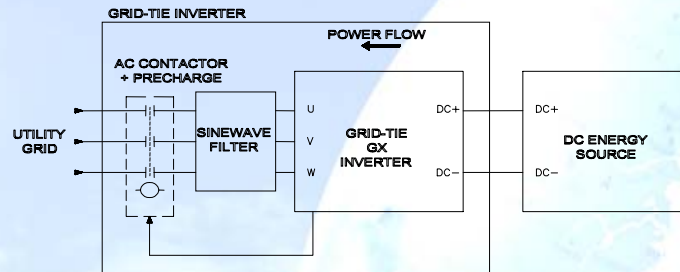 GRID-TIE INVERTER
POWER FLOW
AC CONTACTOR
+ PRECHARGE
UTILITY
GRID
SINEWAVE
FILTER
U
V
W
GRID-TIE
GX
INVERTER
DC+
DC-
DC+
DC-
DC ENERGY
SOURCE